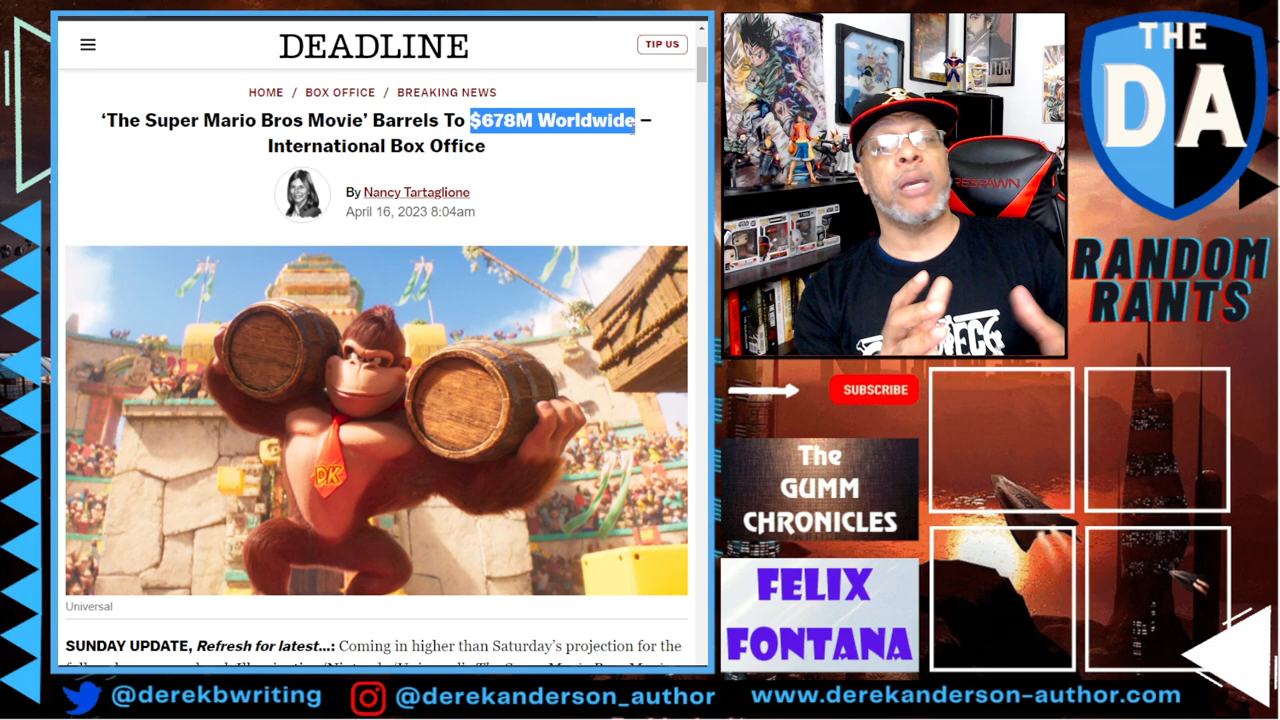 DEADLINE
TIP US
HOME / BOX OFFICE / BREAKING NEWS
‘The Super Mario Bros Movie’ Barrels To $678M Worldwide –
International Box Office
By Nancy Tartaglione
April 16, 2023 8:04am
DK
Universal
SUNDAY UPDATE, Refresh for latest…: Coming in higher than Saturday’s projection for the
RESPAWN
THE
DA
RANDOM
RANTS
SUBSCRIBE
The
GUMM
CHRONICLES
FELIX
FONTANA
@derekbwriting
@derekanderson_author
www.derekanderson-author.com